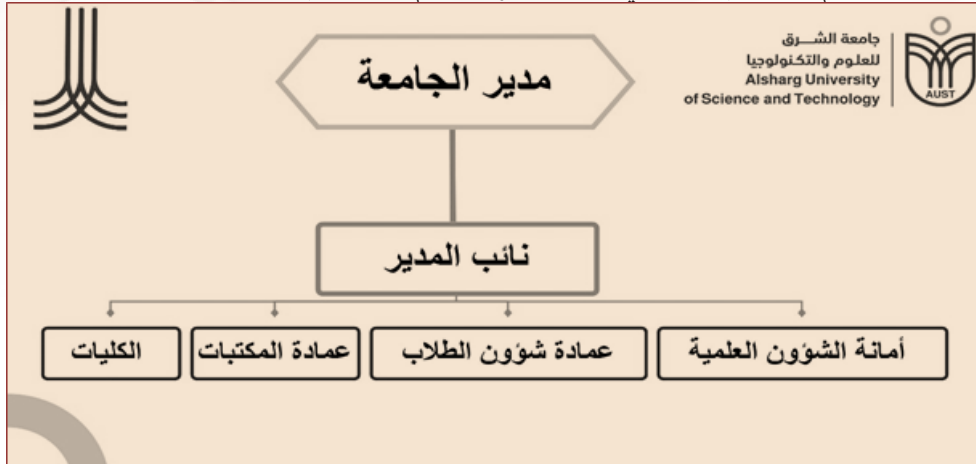 مدير الجامعة
جامعة الشــرق
للعلوم والتكنولوجيا
Alsharg University
of Science and Technology
AUST
نائب المدير
أمانة الشؤون العلمية
عمادة شؤون الطلاب
عمادة المكتبات
الكليات